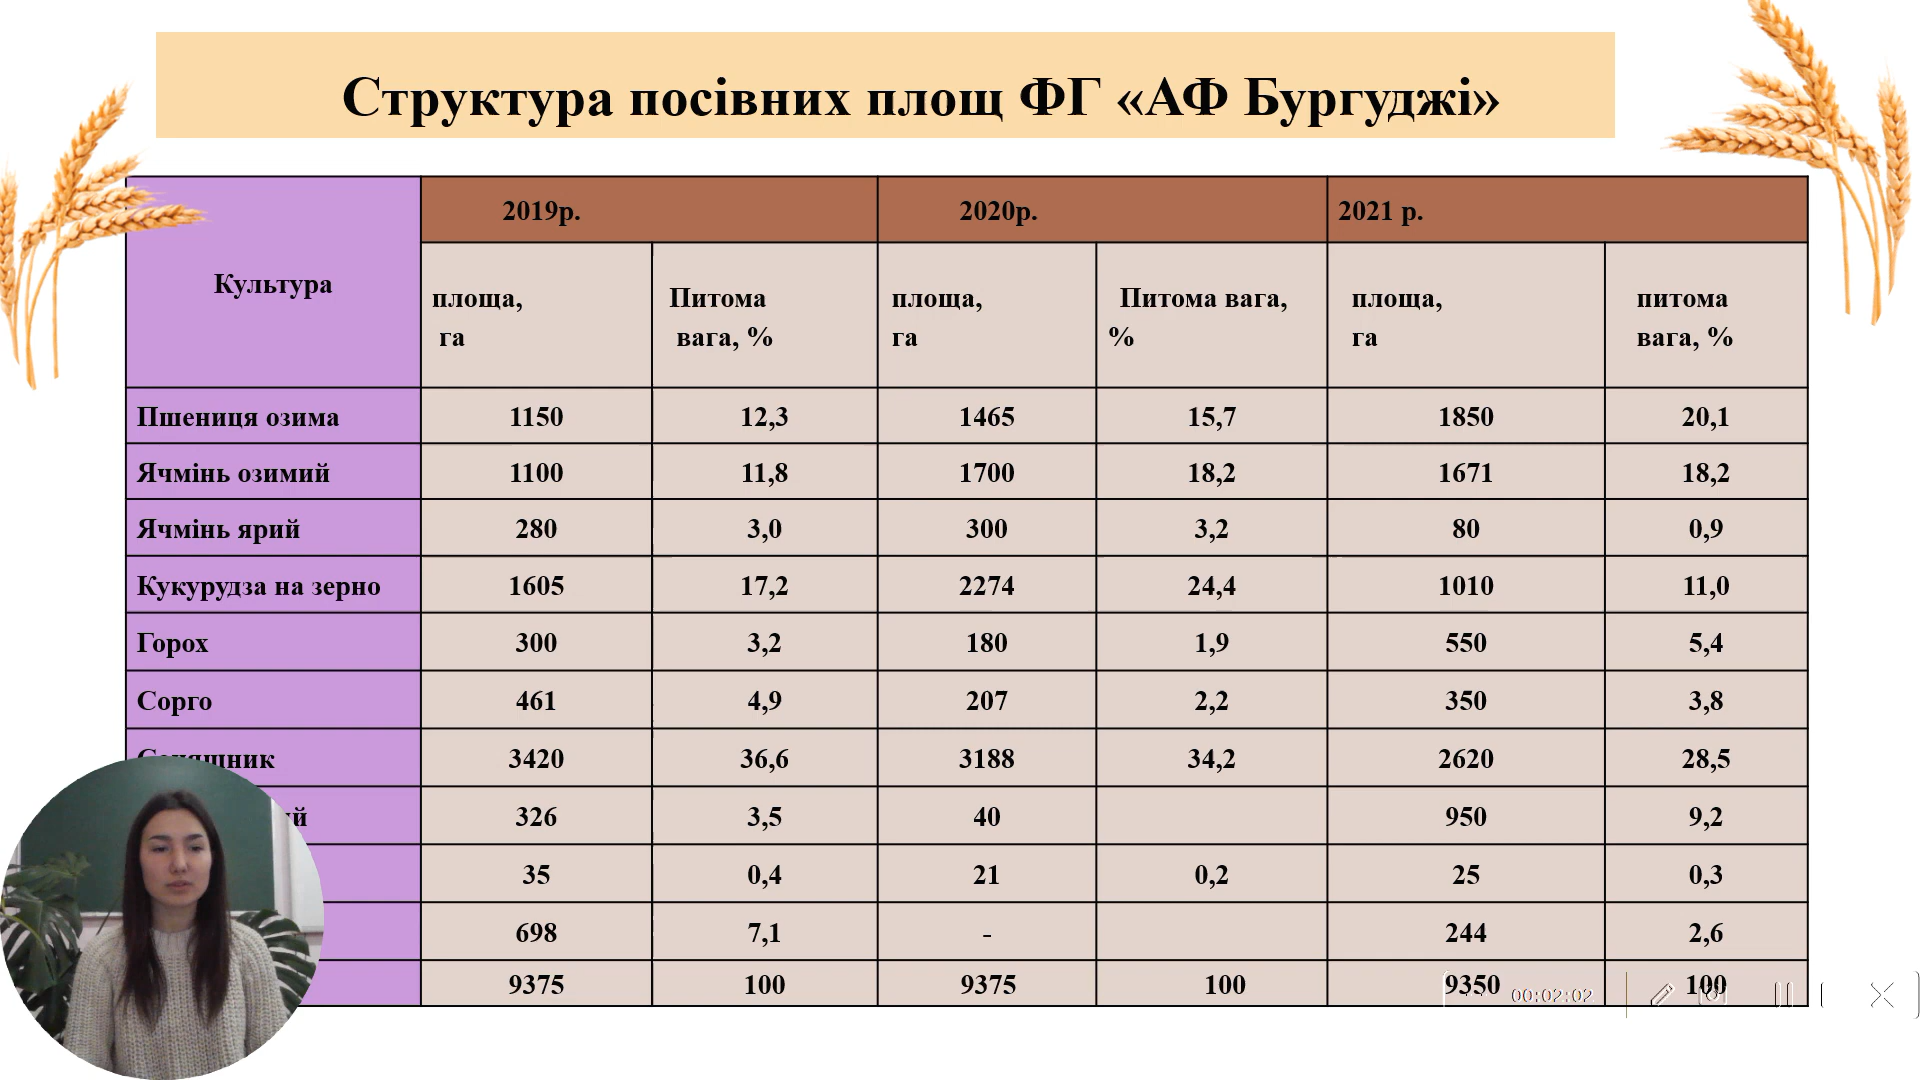 Структура посівних площ ФГ «АФ Бургуджі»
Культура
2019р.
2020р.
2021 р.
площа,
га
Питома
вага, %
площа,
га
Питома вага,
%
площа,
га
питома
вага, %
Пшениця озима 1150 12,3 1465 15,7 1850 20,1
Ячмінь озимий 1100 11,8 1700 18,2 1671 18,2
Ячмінь ярий 280 3,0 300 3,2 80 0,9
Кукурудза на зерно 1605 17,2 2274 24,4 1010 11,0
Горох 300 3,2 180 1,9 550 5,4
Сорго 461 4,9 207 2,2 350 3,8
3420 36,6 3188 34,2 2620 28,5
326 3,5 40 950 9,2
35 0,4 21 0,2 25 0,3
698 7,1 - 244 2,6
9375 100 9375 100 9350 100
00:02:02